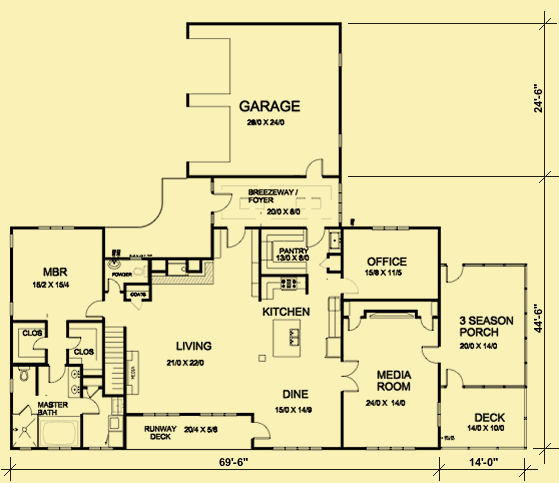 GARAGE
28/0 X 24/0
24'-6"
BREEZEWAY /
FOYER
20/0 X 8/0
PANTRY
13/0 X 8/0
OFFICE
15/8 X 11/5
MBR
15/2 X 15/4
POWDER
COATS
KITCHEN
3 SEASON
PORCH
20/0 X 14/0
44'-6"
CLOS
CLOS
LIVING
21/0 X 22/0
MEDIA
MEDIA
ROOM
24/0 X 14/0
DINE
15/0 X 14/9
MASTER
BATH
RUNWAY
DECK
20/4 X 5/6
DECK
14/0 X 10/0
69'-6"
14'-0"